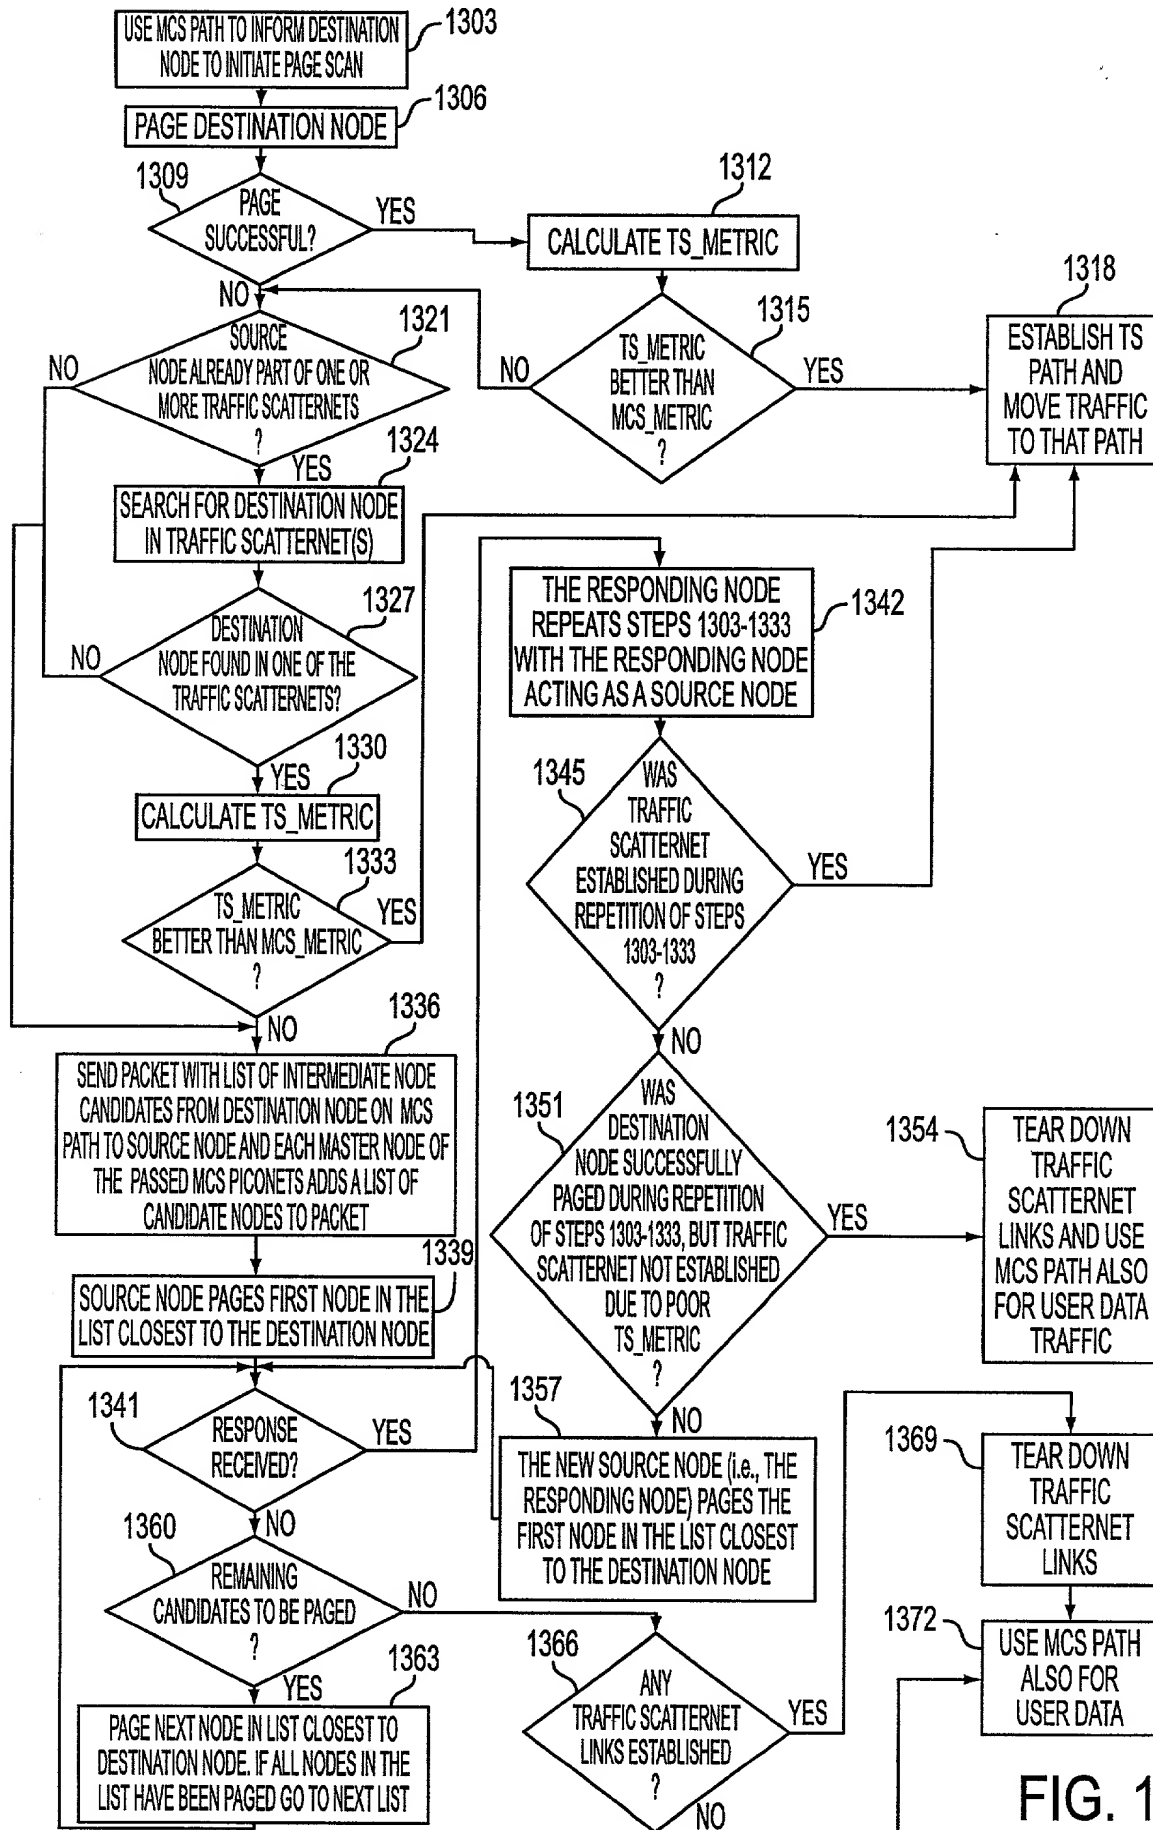 USE MCS PATH TO INFORM DESTINATION
NODE TO INITIATE PAGE SCAN
1303
PAGE DESTINATION NODE
1306
1309
PAGE
SUCCESSFUL?
YES
NO
1312
CALCULATE TS_METRIC
1315
TS_METRIC
BETTER THAN
MCS_METRIC
?
NO
YES
1318
ESTABLISH TS
PATH AND
MOVE TRAFFIC
TO THAT PATH
1321
SOURCE
NODE ALREADY PART OF ONE OR
MORE TRAFFIC SCATTERNETS
?
NO
YES
1324
SEARCH FOR DESTINATION NODE
IN TRAFFIC SCATTERNET(S)
1327
DESTINATION
NODE FOUND IN ONE OF THE
TRAFFIC SCATTERNETS?
NO
YES
1330
CALCULATE TS_METRIC
1333
TS_METRIC
BETTER THAN MCS_METRIC
?
YES
NO
1336
SEND PACKET WITH LIST OF INTERMEDIATE NODE
CANDIDATES FROM DESTINATION NODE ON MCS
PATH TO SOURCE NODE AND EACH MASTER NODE OF
THE PASSED MCS PICONETS ADDS A LIST OF
CANDIDATE NODES TO PACKET
1339
SOURCE NODE PAGES FIRST NODE IN THE
LIST CLOSEST TO THE DESTINATION NODE
1341
RESPONSE
RECEIVED?
YES
NO
1342
THE RESPONDING NODE
REPEATS STEPS 1303-1333
WITH THE RESPONDING NODE
ACTING AS A SOURCE NODE
1345
WAS
TRAFFIC
SCATTERNET
ESTABLISHED DURING
REPETITION OF STEPS
1303-1333
?
YES
NO
1351
WAS
DESTINATION
NODE SUCCESSFULLY
PAGED DURING REPETITION
OF STEPS 1303-1333, BUT TRAFFIC
SCATTERNET NOT ESTABLISHED
DUE TO POOR
TS_METRIC
?
YES
NO
1354
TEAR DOWN
TRAFFIC
SCATTERNET
LINKS AND USE
MCS PATH ALSO
FOR USER DATA
TRAFFIC
1357
THE NEW SOURCE NODE (i.e., THE
RESPONDING NODE) PAGES THE
FIRST NODE IN THE LIST CLOSEST
TO THE DESTINATION NODE
1360
REMAINING
CANDIDATES TO BE PAGED
?
NO
YES
1363
PAGE NEXT NODE IN LIST CLOSEST TO
DESTINATION NODE. IF ALL NODES IN THE
LIST HAVE BEEN PAGED GO TO NEXT LIST
1366
ANY
TRAFFIC SCATTERNET
LINKS ESTABLISHED
?
YES
NO
1369
TEAR DOWN
TRAFFIC
SCATTERNET
LINKS
1372
USE MCS PATH
ALSO FOR
USER DATA
FIG. 1